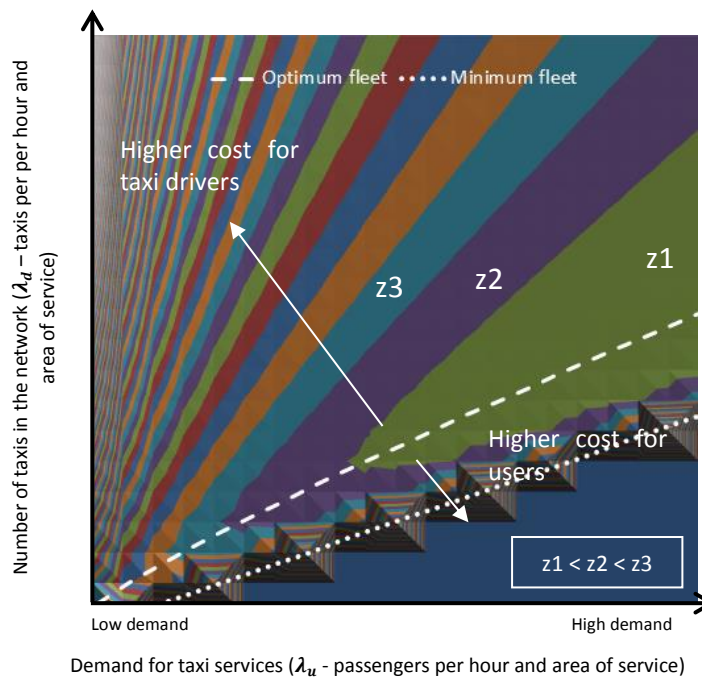 Number of taxis in the network (λd – taxis per per hour and
area of service)
Optimum fleet
Minimum fleet
Higher cost for
taxi drivers
z1
z2
z3
Higher cost for
users
z1 < z2 < z3
Low demand
High demand
Demand for taxi services (λu - passengers per hour and area of service)